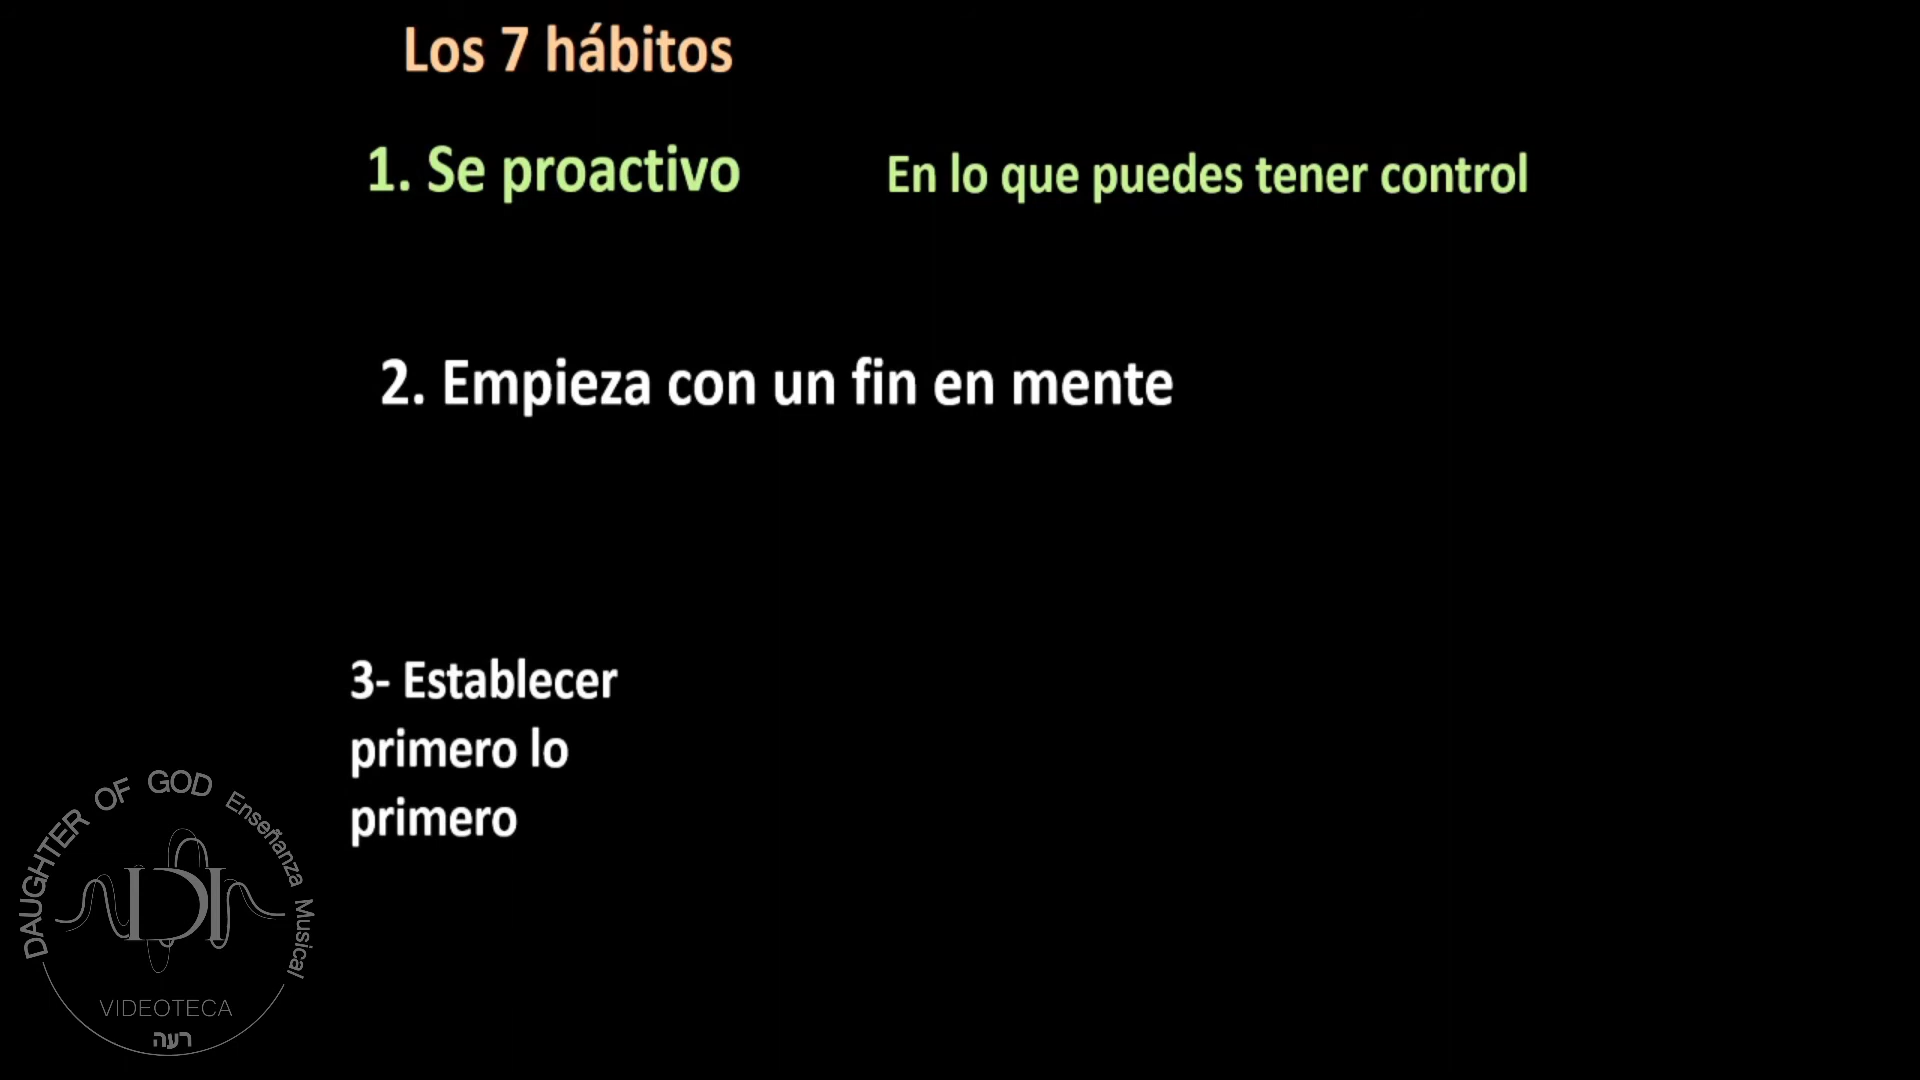 Los 7 hábitos
1. Se proactivo
En lo que puedes tener control
2. Empieza con un fin en mente
3- Establecer
primero lo
primero
DAUGHTER OF GOD Enseñanza Musical
VIDEOTECA
רעה